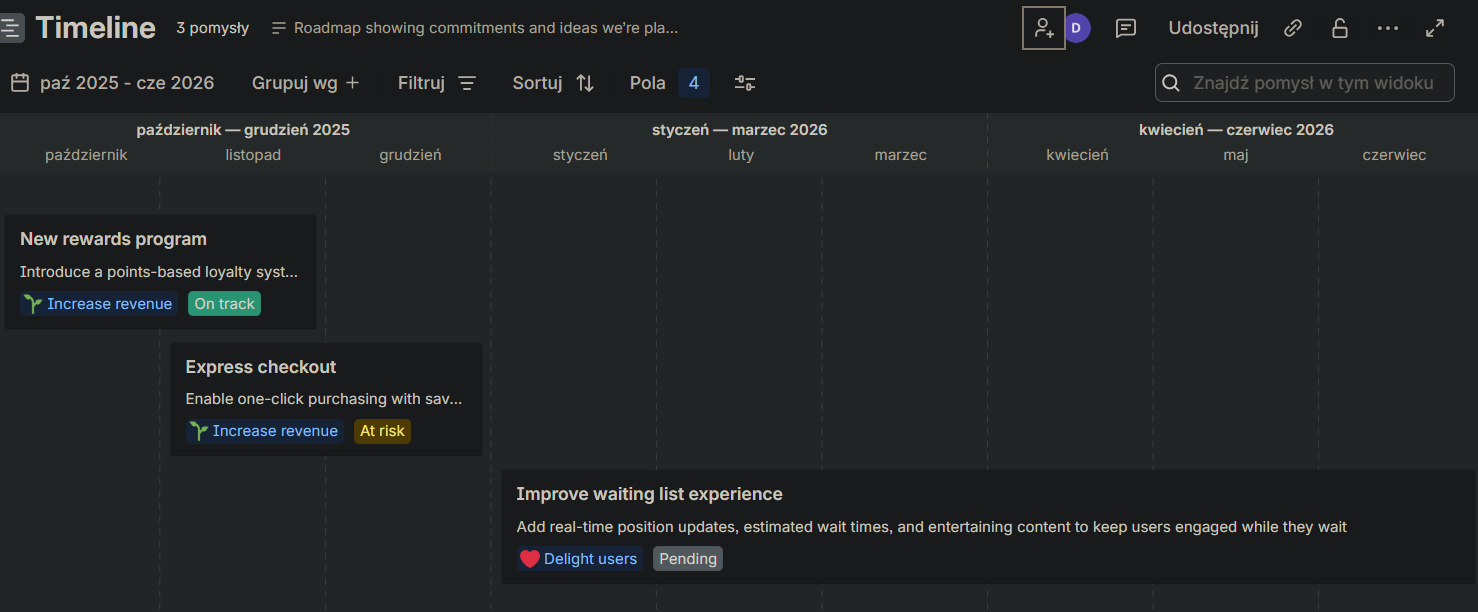 Timeline 3 pomysły Roadmap showing commitments and ideas we're pla... D Udostępnij
paź 2025 - cze 2026 Grupuj wg Filtruj Sortuj Pola 4 Znajdź pomysł w tym widoku
październik — grudzień 2025 styczeń — marzec 2026 kwiecień — czerwiec 2026
październik listopad grudzień styczeń luty marzec kwiecień maj czerwiec
New rewards program
Introduce a points-based loyalty syst...
Increase revenue On track
Express checkout
Enable one-click purchasing with sav...
Increase revenue At risk
Improve waiting list experience
Add real-time position updates, estimated wait times, and entertaining content to keep users engaged while they wait
Delight users Pending